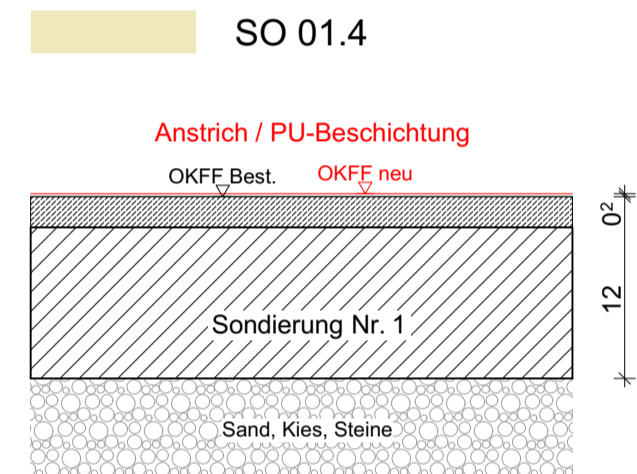 SO 01.4
Anstrich / PU-Beschichtung
OKFF Best.
OKFF neu
0²
12
Sondierung Nr. 1
Sand, Kies, Steine